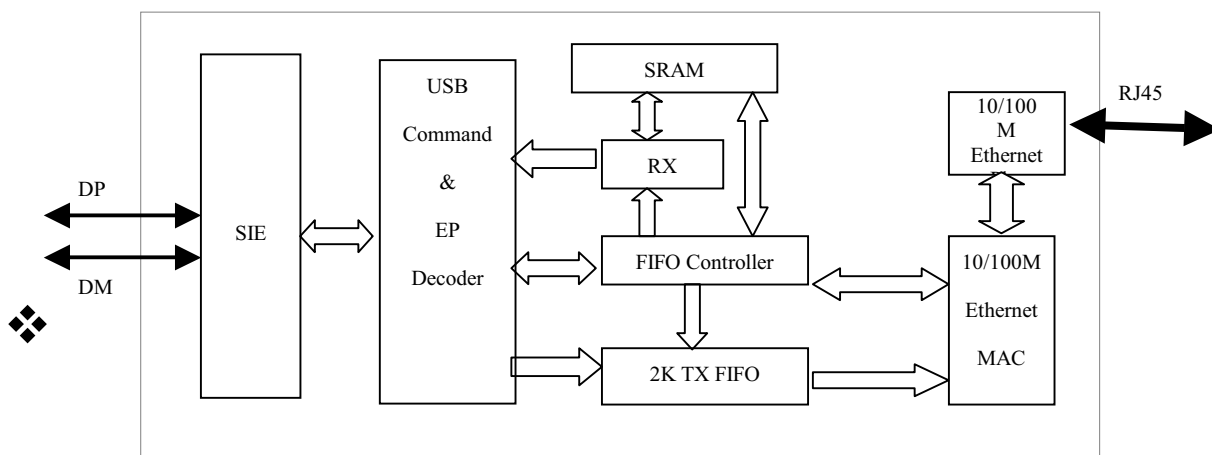 DP
DM
SIE
USB
Command
&
EP
Decoder
SRAM
RX
FIFO Controller
2K TX FIFO
10/100
M
Ethernet
10/100M
Ethernet
MAC
RJ45